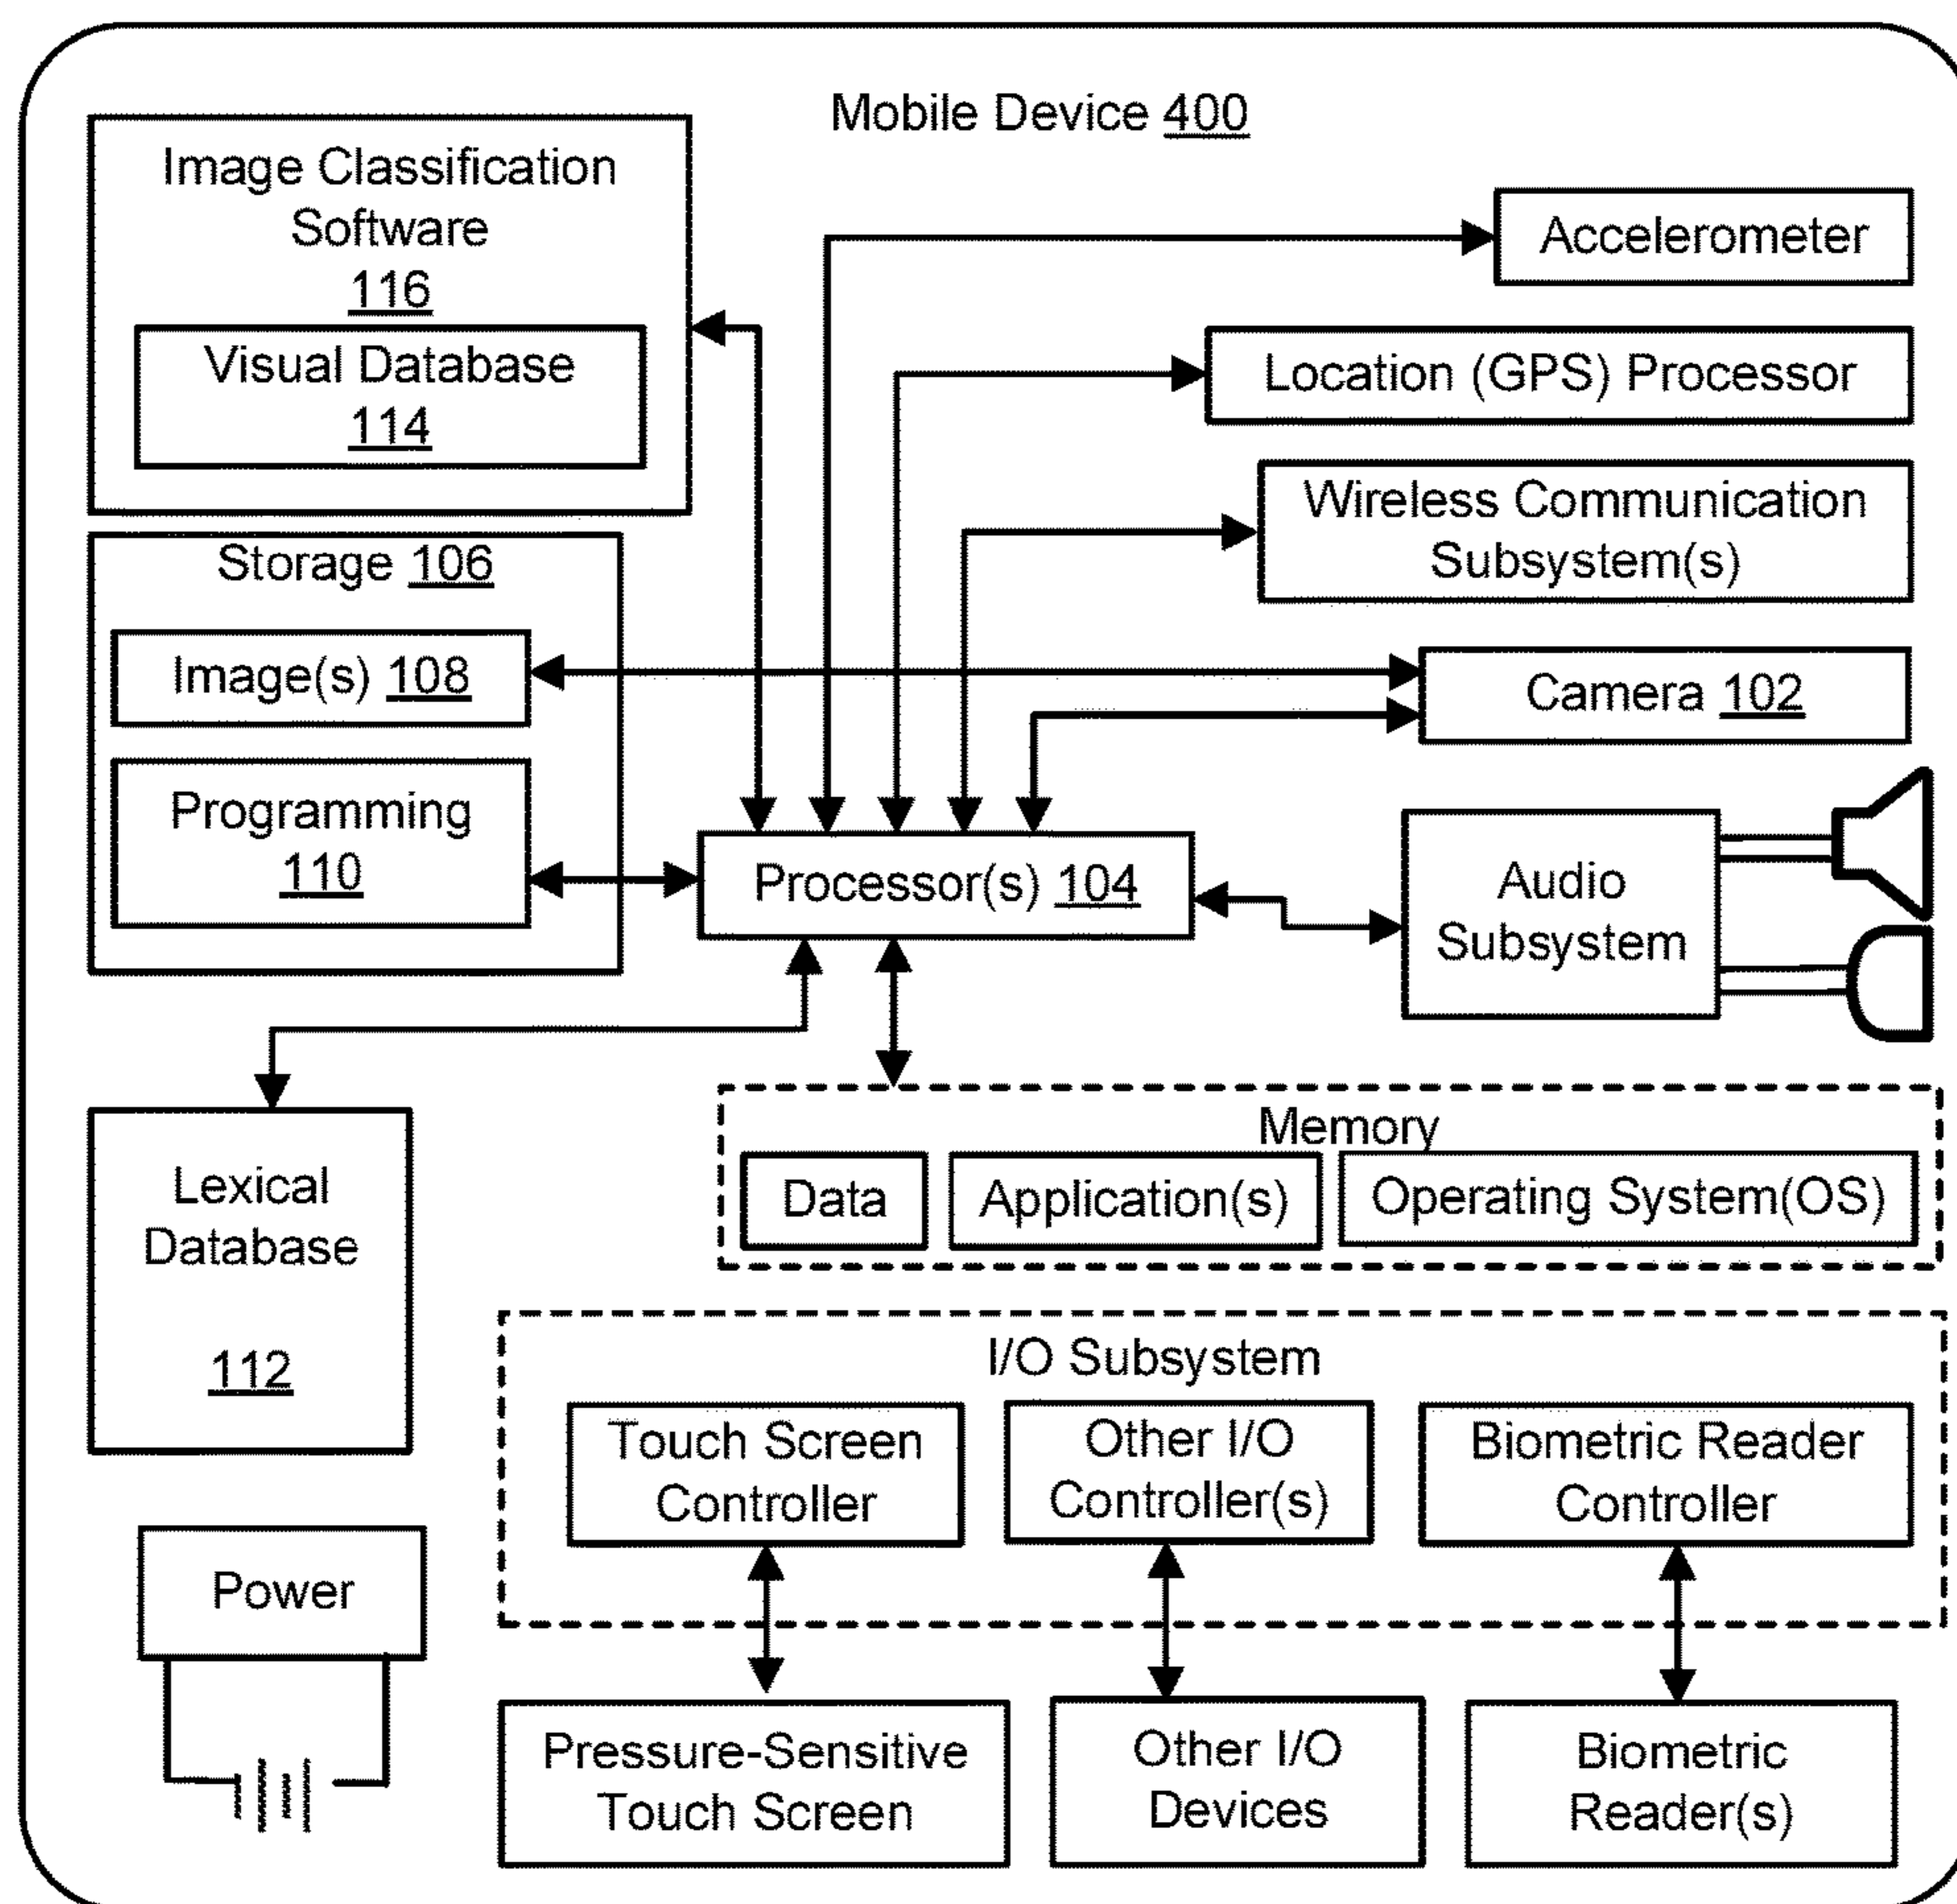 Mobile Device 400
Image Classification
Software
116
Visual Database
114
Accelerometer
Location (GPS) Processor
Wireless Communication
Subsystem(s)
Storage 106
Image(s) 108
Camera 102
Programming
110
Processor(s) 104
Audio
Subsystem
Memory
Data
Application(s)
Operating System(OS)
Lexical
Database
112
I/O Subsystem
Touch Screen
Controller
Other I/O
Controller(s)
Biometric Reader
Controller
Power
Pressure-Sensitive
Touch Screen
Other I/O
Devices
Biometric
Reader(s)